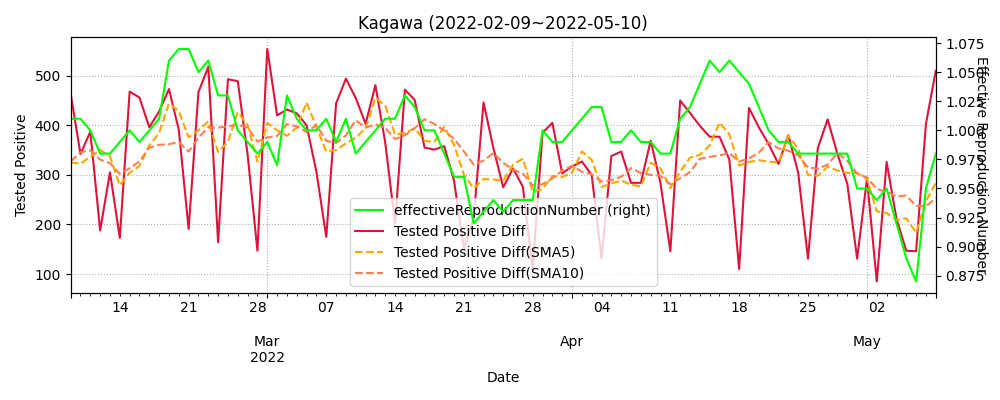 Kagawa (2022-02-09~2022-05-10)
Tested Positive
500
400
300
200
100
1.075
1.050
1.025
1.000
0.975
0.950
0.925
0.900
0.875
Effective Reproduction Number
effectiveReproductionNumber (right)
Tested Positive Diff
Tested Positive Diff(SMA5)
Tested Positive Diff(SMA10)
14 21 28 07 14 21 28 04 11 18 25 02
Mar Apr May
2022
Date